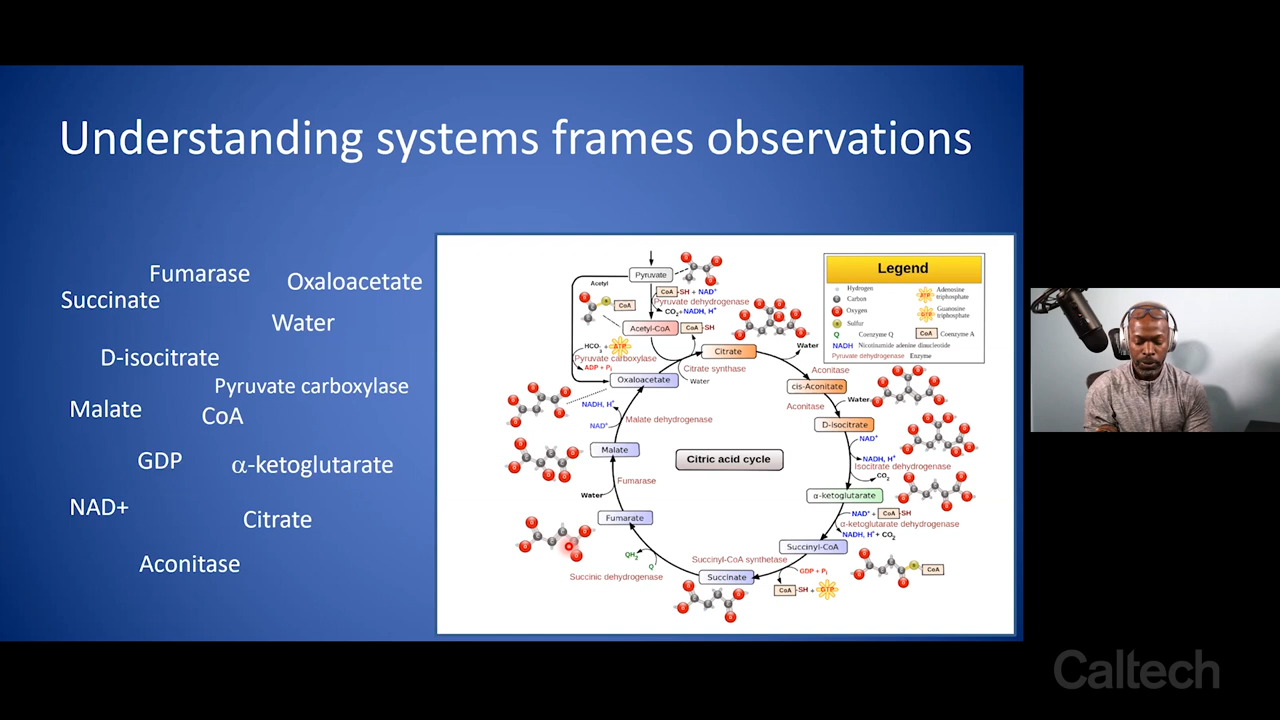 Understanding systems frames observations
Fumarase
Oxaloacetate
Succinate
Water
D-isocitrate
Pyruvate carboxylase
Malate
CoA
GDP
α-ketoglutarate
NAD+
Citrate
Aconitase
Pyruvate
Acetyl
CoA
CoA-SH + NAD+
Pyruvate dehydrogenase
CO2+NADH, H+
Acetyl-CoA
CoA-SH
HCO3- + ATP
Pyruvate carboxylase
ADP + Pi
Oxaloacetate
Citrate
Citrate synthase
Water
Water
Aconitase
cis-Aconitate
Aconitase
Water
D-isocitrate
NAD+
NADH, H+
Isocitrate dehydrogenase
CO2
α-ketoglutarate
NAD+ + CoA-SH
α-ketoglutarate dehydrogenase
NADH, H+ + CO2
Succinyl-CoA
CoA
Succinyl-CoA synthetase
GDP + Pi
CoA-SH + GTP
Succinate
Succinic dehydrogenase
Q
QH2
Fumarate
Water
Fumarase
Malate
NAD+
NADH, H+
Malate dehydrogenase
Citric acid cycle
Legend
Hydrogen
Carbon
Oxygen
Sulfur
Q Coenzyme Q
NADH Nicotinamide adenine dinucleotide
Pyruvate dehydrogenase Enzyme
ATP Adenosine
triphosphate
GTP Guanosine
triphosphate
CoA Coenzyme A
Caltech